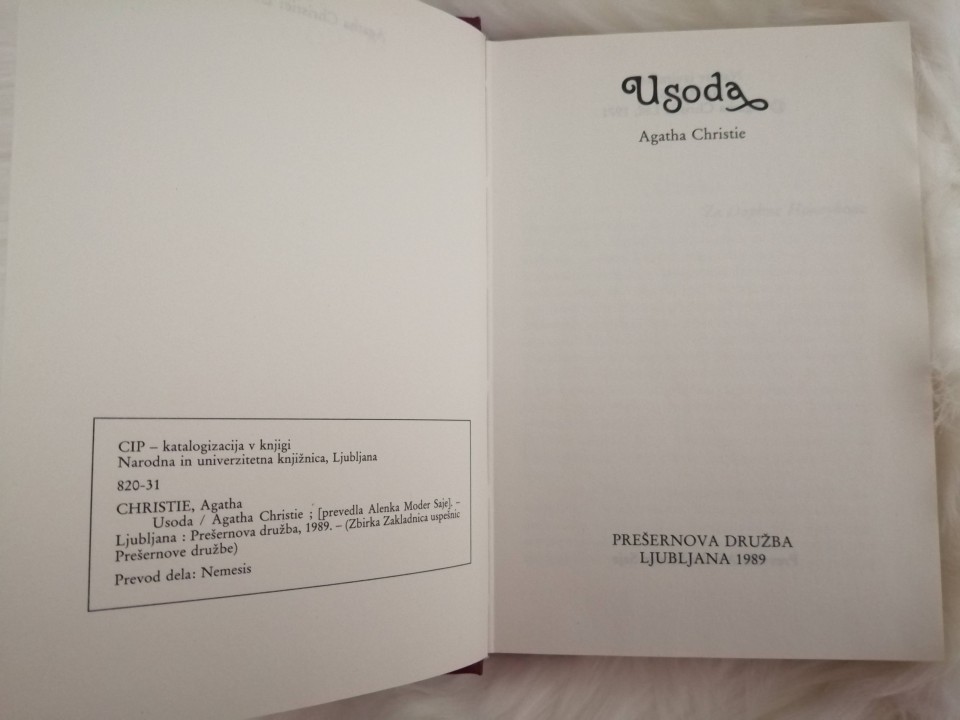 CIP – katalogizacija v knjigi
Narodna in univerzitetna knjižnica, Ljubljana
820-31
CHRISTIE, Agatha
Usoda / Agatha Christie ; [prevedla Alenka Moder Saje]. –
Ljubljana : Prešernova družba, 1989. – (Zbirka Zakladnica uspešnic
Prešernove družbe)
Prevod dela: Nemesis
Usoda
Agatha Christie
PREŠERNOVA DRUŽBA
LJUBLJANA 1989